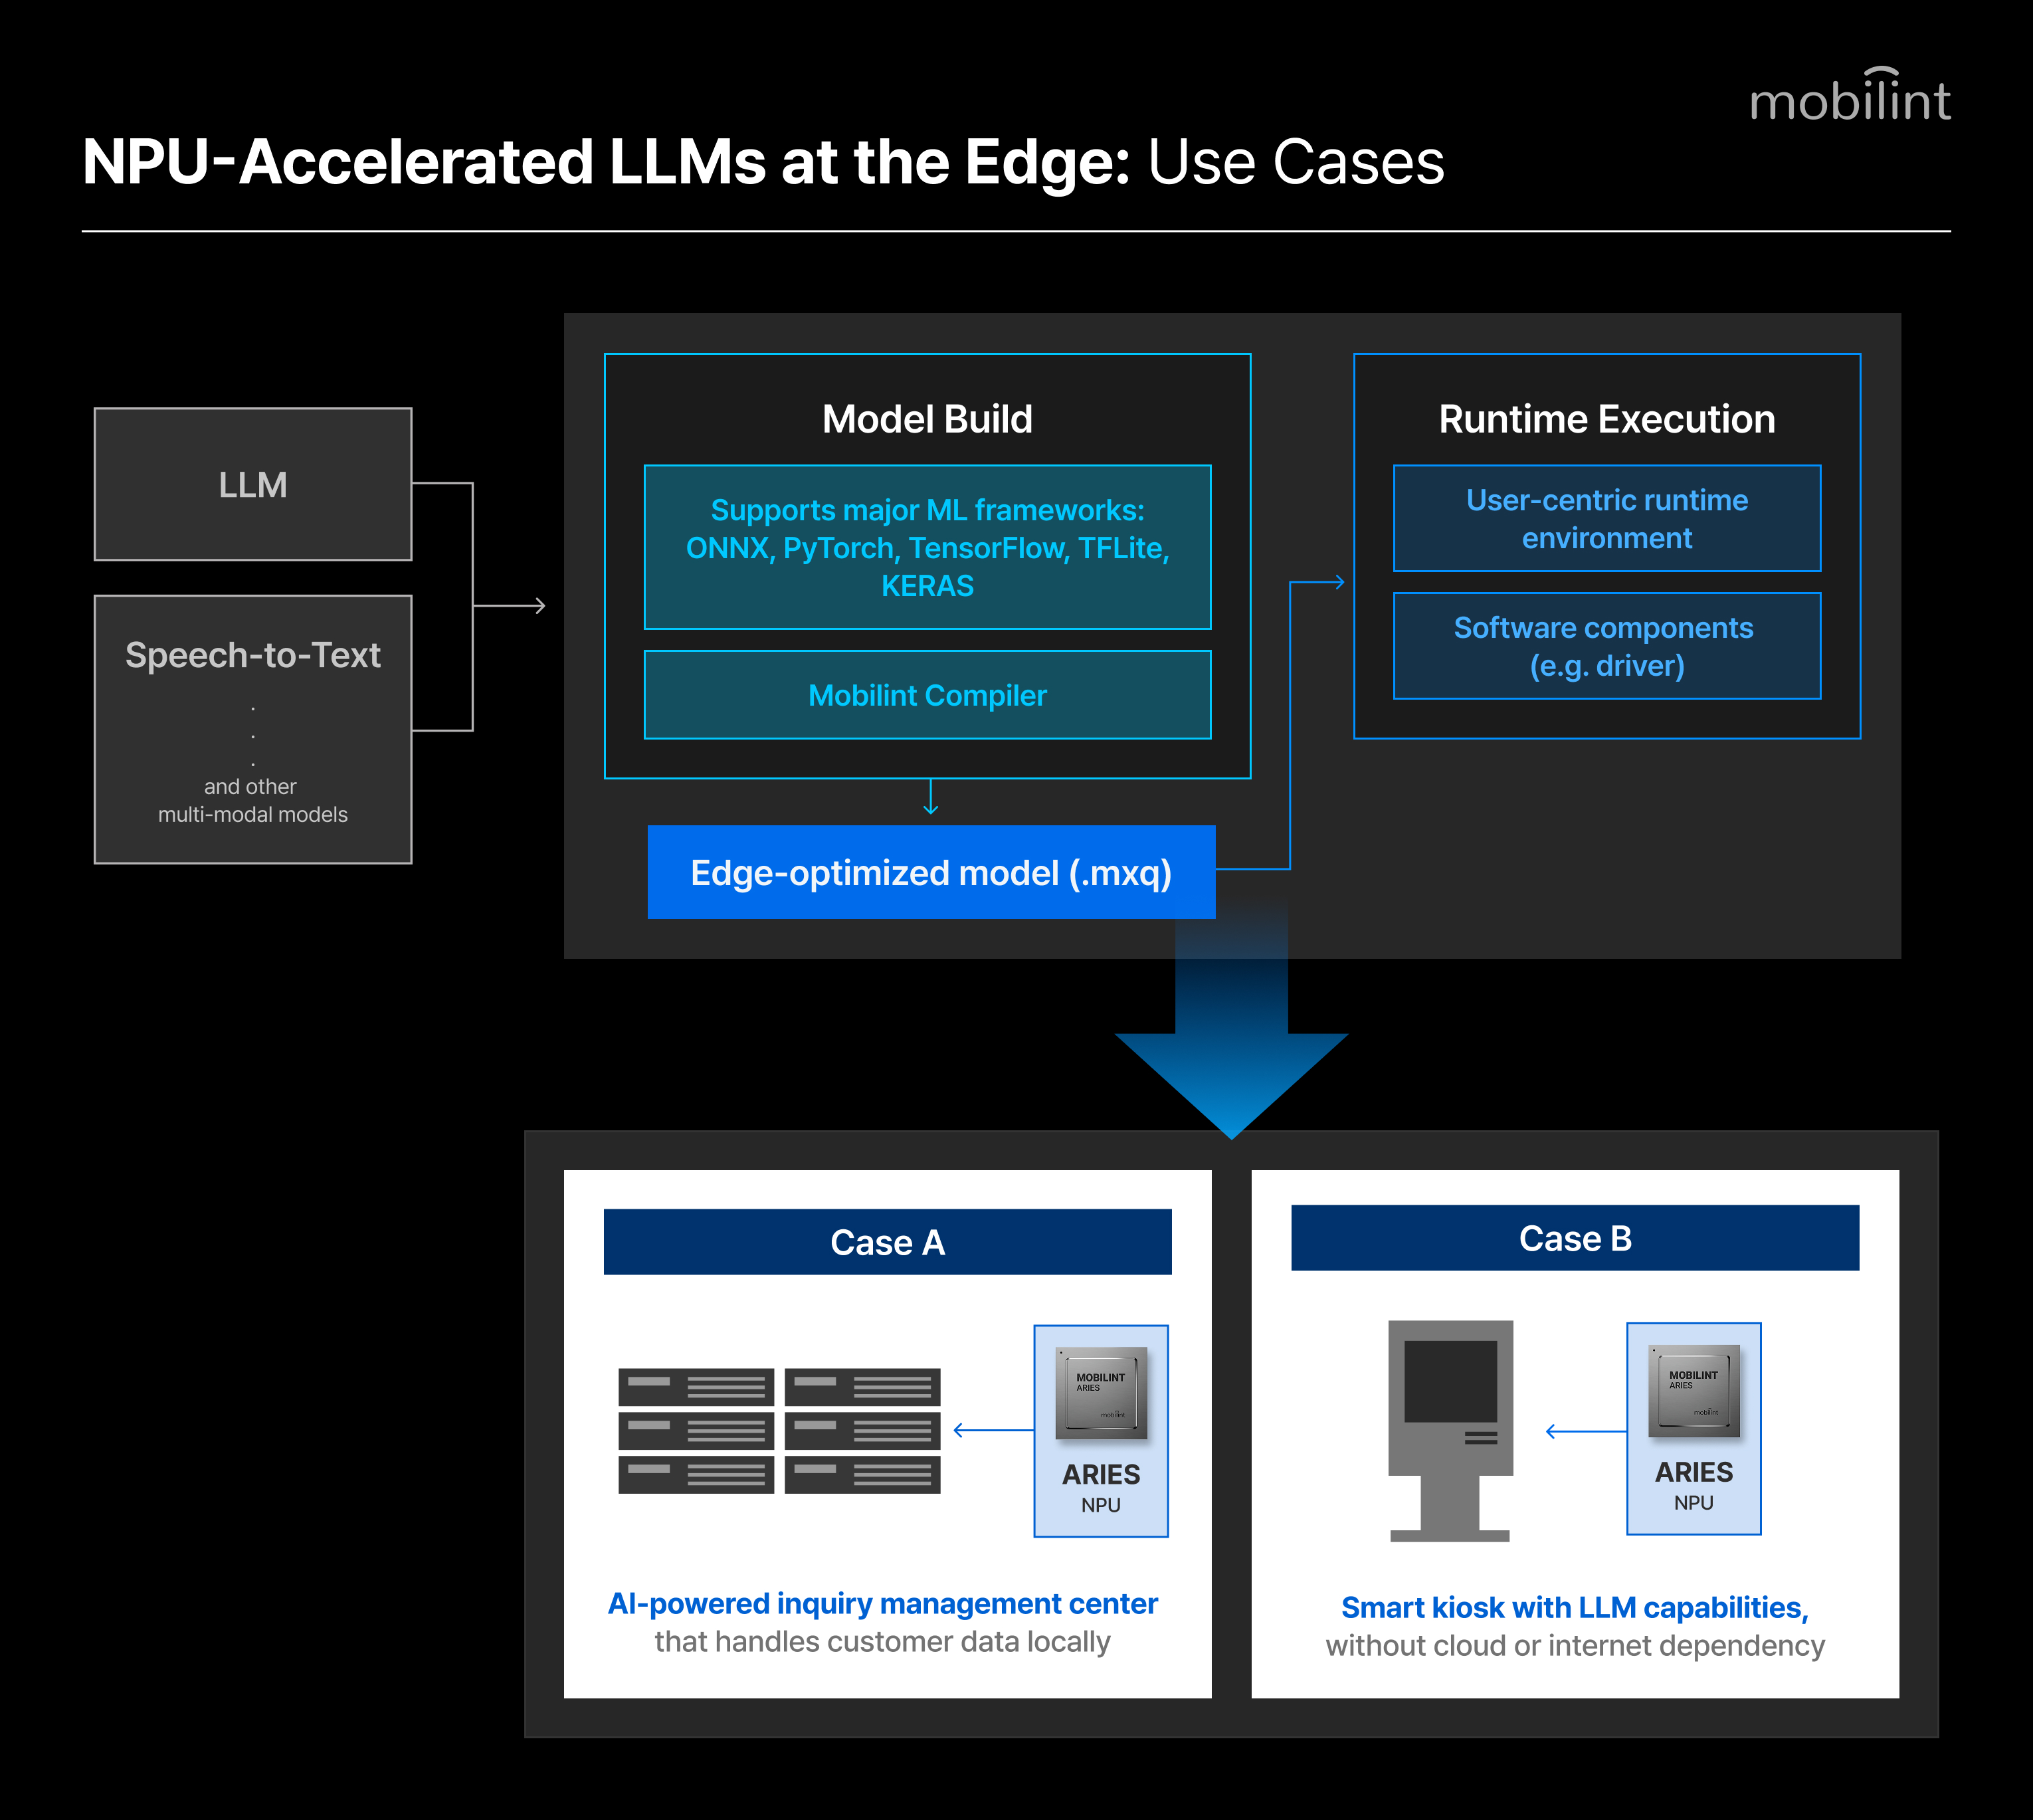 mobilint
NPU-Accelerated LLMs at the Edge: Use Cases
LLM
Speech-to-Text
.
.
.
and other
multi-modal models
Model Build
Supports major ML frameworks:
ONNX, PyTorch, TensorFlow, TFLite,
KERAS
Mobilint Compiler
Edge-optimized model (.mxq)
Runtime Execution
User-centric runtime
environment
Software components
(e.g. driver)
Case A
MOBILINT
ARIES
mobilint
ARIES
NPU
AI-powered inquiry management center
that handles customer data locally
Case B
MOBILINT
ARIES
mobilint
ARIES
NPU
Smart kiosk with LLM capabilities,
without cloud or internet dependency